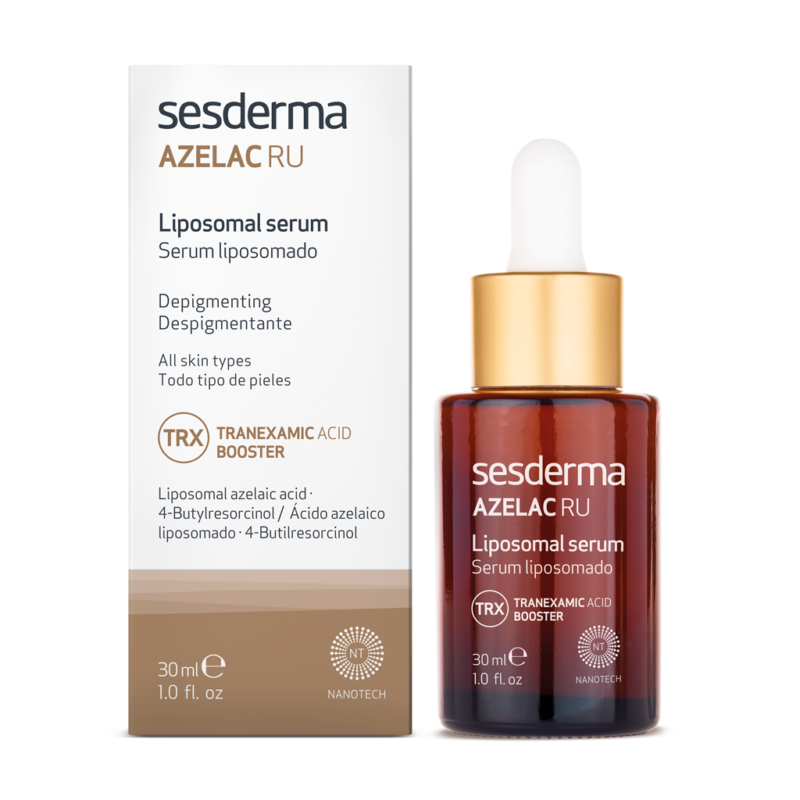 sesderma
AZELAC RU
Liposomal serum
Serum liposomado
Depigmenting
Despigmentante
All skin types
Todo tipo de pieles
TRX
TRANEXAMIC ACID
BOOSTER
Liposomal azelaic acid ·
4-Butylresorcinol / Ácido azelaico
liposomado · 4-Butilresorcinol
30 ml ℮
1.0 fl. oz
NT
NANOTECH
sesderma
AZELAC RU
Liposomal serum
Serum liposomado
TRX
TRANEXAMIC ACID
BOOSTER
30 ml ℮
1.0 fl. oz
NT
NANOTECH